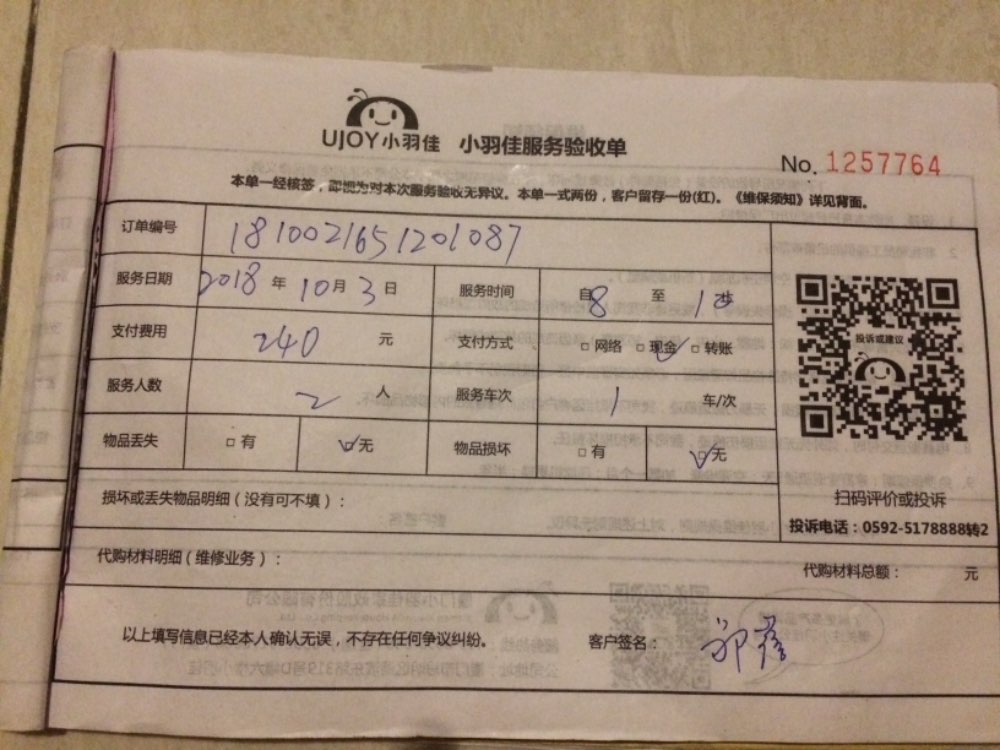 UJOY小羽佳 小羽佳服务验收单
No. 1257764
本单一经核签，即视为对本次服务验收无异议。本单一式两份，客户留存一份(红)。《维保须知》详见背面。
订单编号 181002165120187
服务日期 2018 年 10 月 3 日 服务时间 自 8 至 10
支付费用 240 元 支付方式 □网络 □现金 □转账
投诉或建议
服务人数 2 人 服务车次 1 车/次
物品丢失 □有 □无 物品损坏 □有 □无
损坏或丢失物品明细（没有可不填）：
扫码评价或投诉
投诉电话：0592-5178888转2
代购材料明细（维修业务）：
代购材料总额： 元
以上填写信息已经本人确认无误，不存在任何争议纠纷。 客户签名：